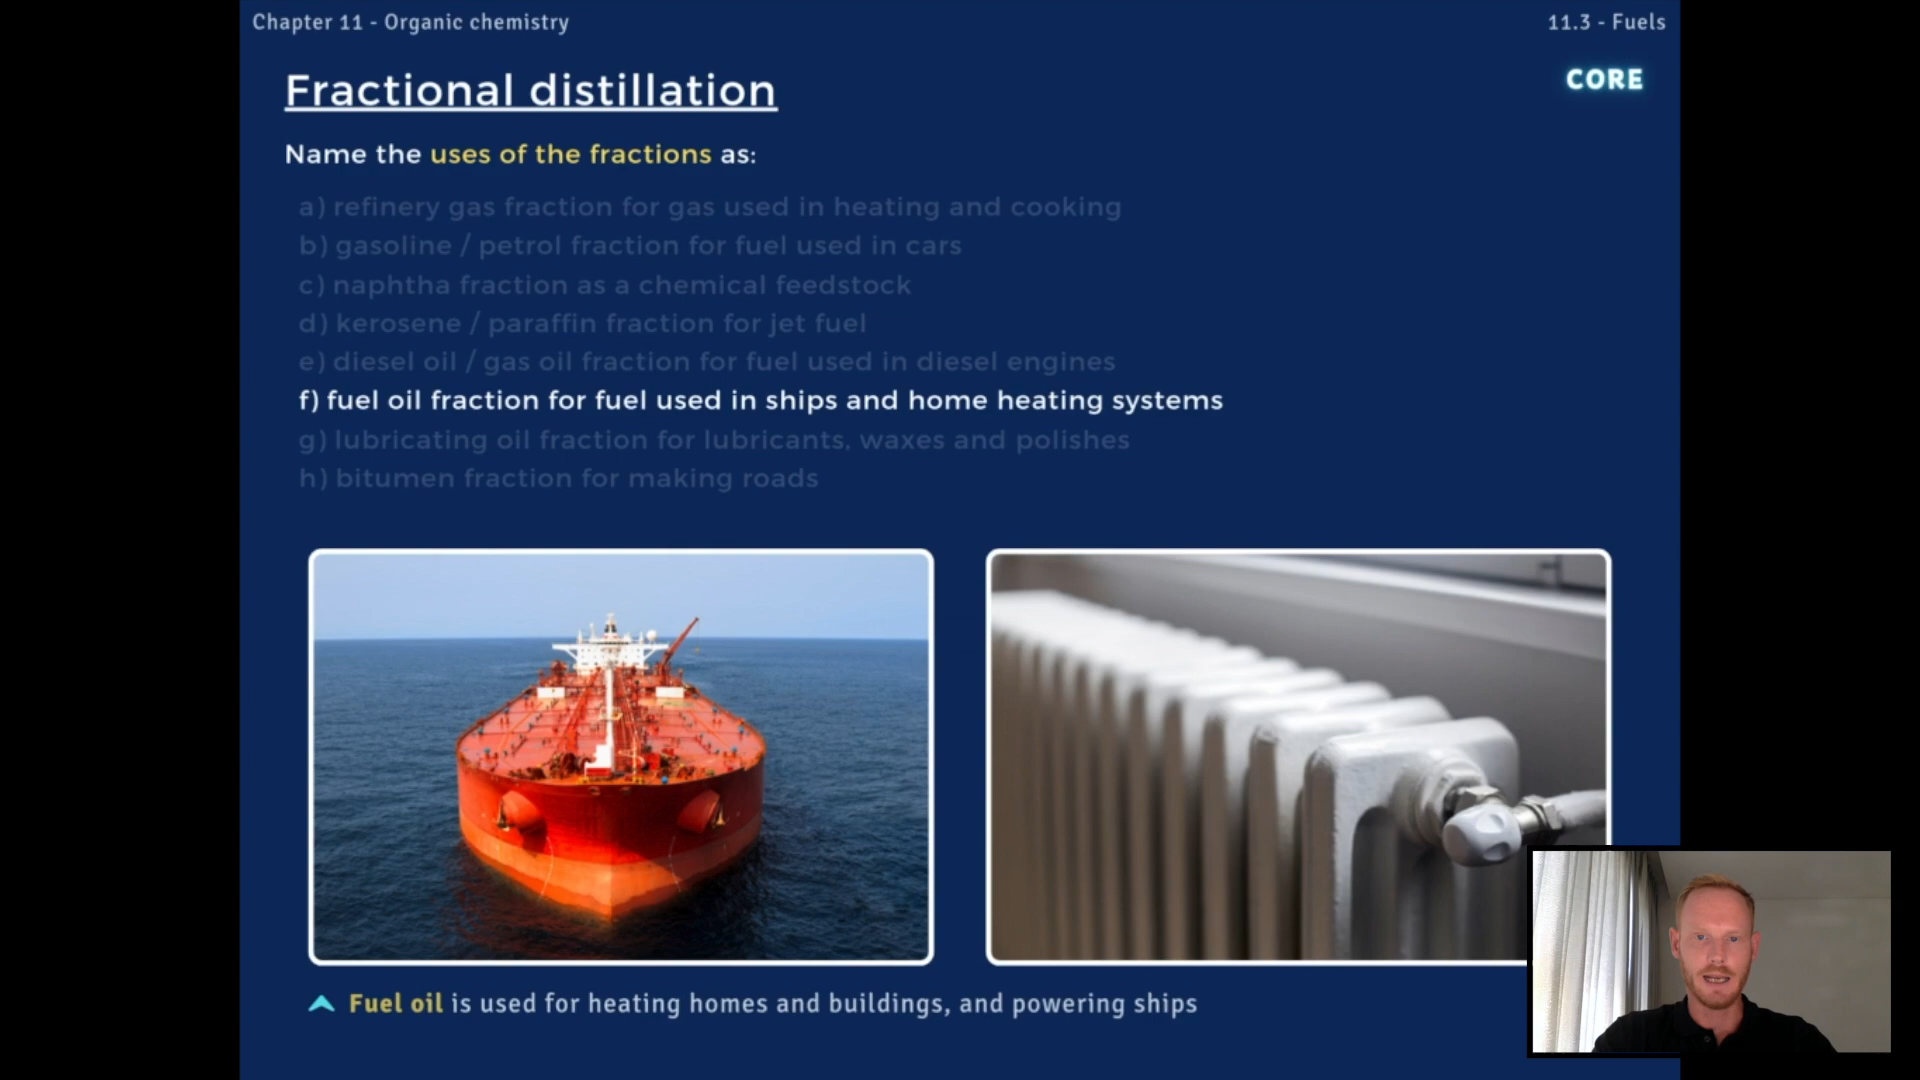 Chapter 11 - Organic chemistry
11.3 - Fuels
Fractional distillation
CORE
Name the uses of the fractions as:
a) refinery gas fraction for gas used in heating and cooking
b) gasoline / petrol fraction for fuel used in cars
c) naphtha fraction as a chemical feedstock
d) kerosene / paraffin fraction for jet fuel
e) diesel oil / gas oil fraction for fuel used in diesel engines
f) fuel oil fraction for fuel used in ships and home heating systems
g) lubricating oil fraction for lubricants, waxes and polishes
h) bitumen fraction for making roads
Fuel oil is used for heating homes and buildings, and powering ships